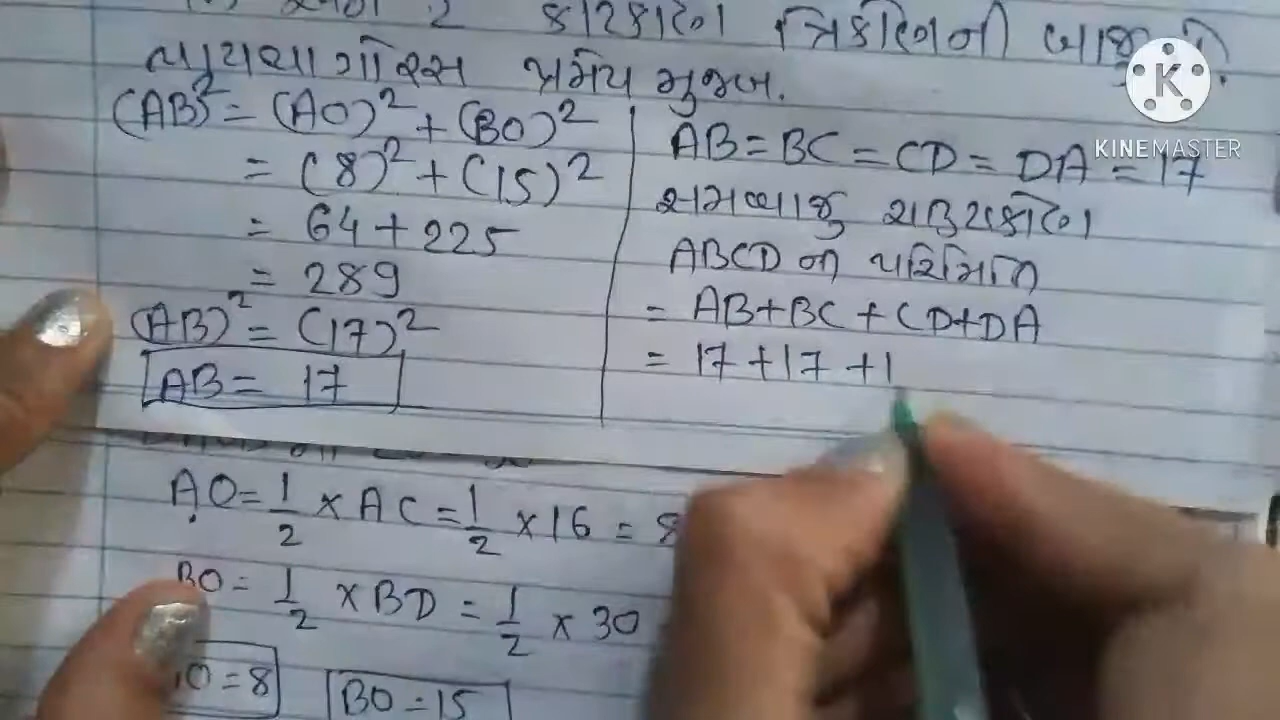 કાટકોણ ત્રિકોણની બાજુ
પાયથાગોરસ પ્રમેય મુજબ.
(AB)² = (AO)² + (BO)²
= (8)² + (15)²
= 64 + 225
= 289
(AB)² = (17)²
AB = 17
AB = BC = CD = DA = 17
સમબાજુ ચતુષ્કોણ
ABCD ની પરિમિતિ
= AB + BC + CD + DA
= 17 + 17 + 1
AO = 1/2 × AC = 1/2 × 16 = 8
BO = 1/2 × BD = 1/2 × 30
O = 8
BO = 15
KINEMASTER